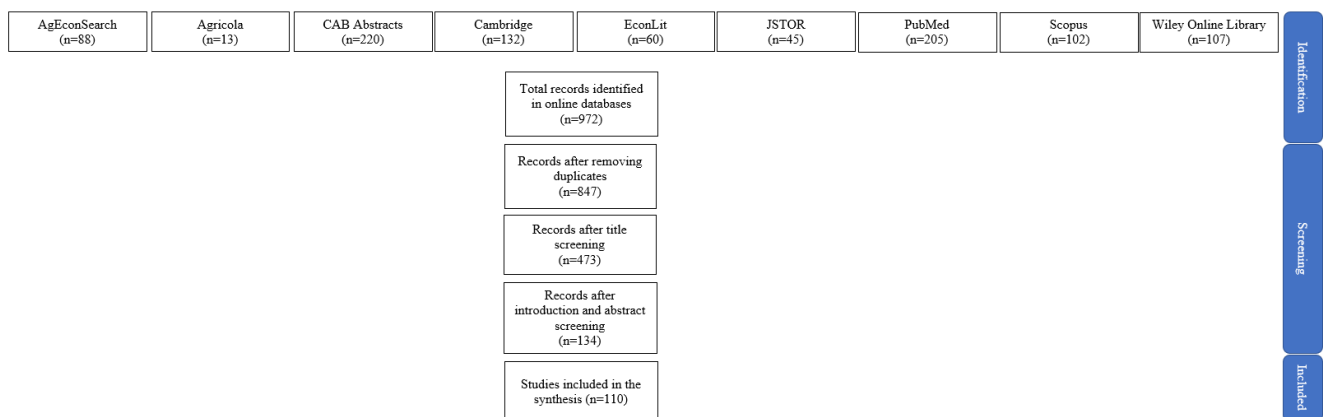 AgEconSearch
(n=88)
Agricola
(n=13)
CAB Abstracts
(n=220)
Cambridge
(n=132)
EconLit
(n=60)
JSTOR
(n=45)
PubMed
(n=205)
Scopus
(n=102)
Wiley Online Library
(n=107)
Identification
Total records identified
in online databases
(n=972)
Records after removing
duplicates
(n=847)
Records after title
screening
(n=473)
Screening
Records after
introduction and abstract
screening
(n=134)
Studies included in the
synthesis (n=110)
Included